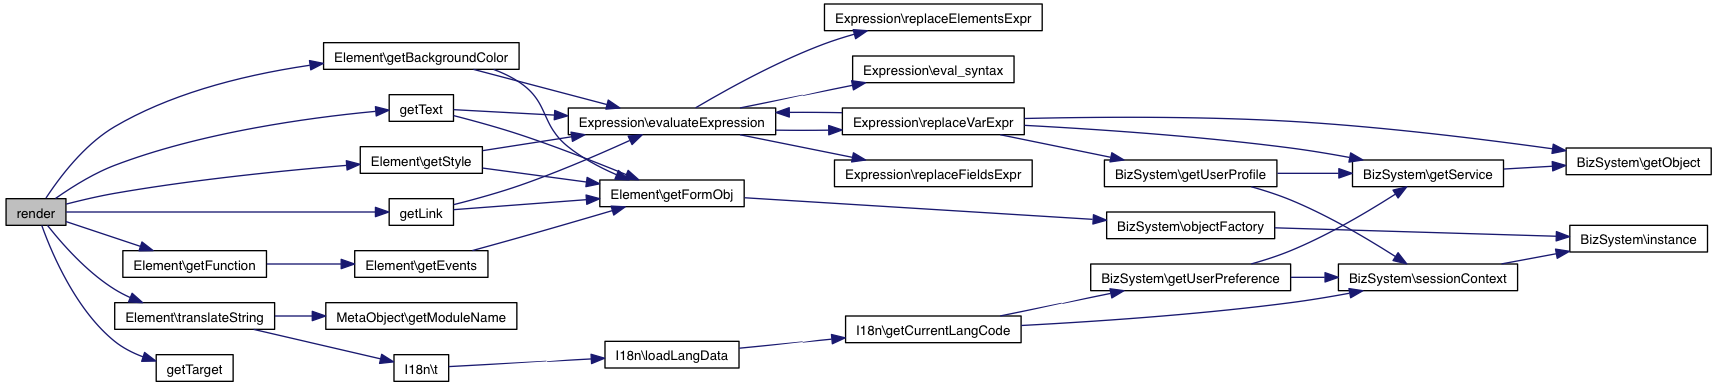 render
Element\getBackgroundColor
getText
Element\getStyle
getLink
Element\getFunction
Element\translateString
getTarget
Element\getEvents
MetaObject\getModuleName
I18n\t
Expression\evaluateExpression
Element\getFormObj
I18n\loadLangData
Expression\replaceElementsExpr
Expression\eval_syntax
Expression\replaceVarExpr
Expression\replaceFieldsExpr
I18n\getCurrentLangCode
BizSystem\getUserProfile
BizSystem\objectFactory
BizSystem\getUserPreference
BizSystem\getService
BizSystem\sessionContext
BizSystem\getObject
BizSystem\instance